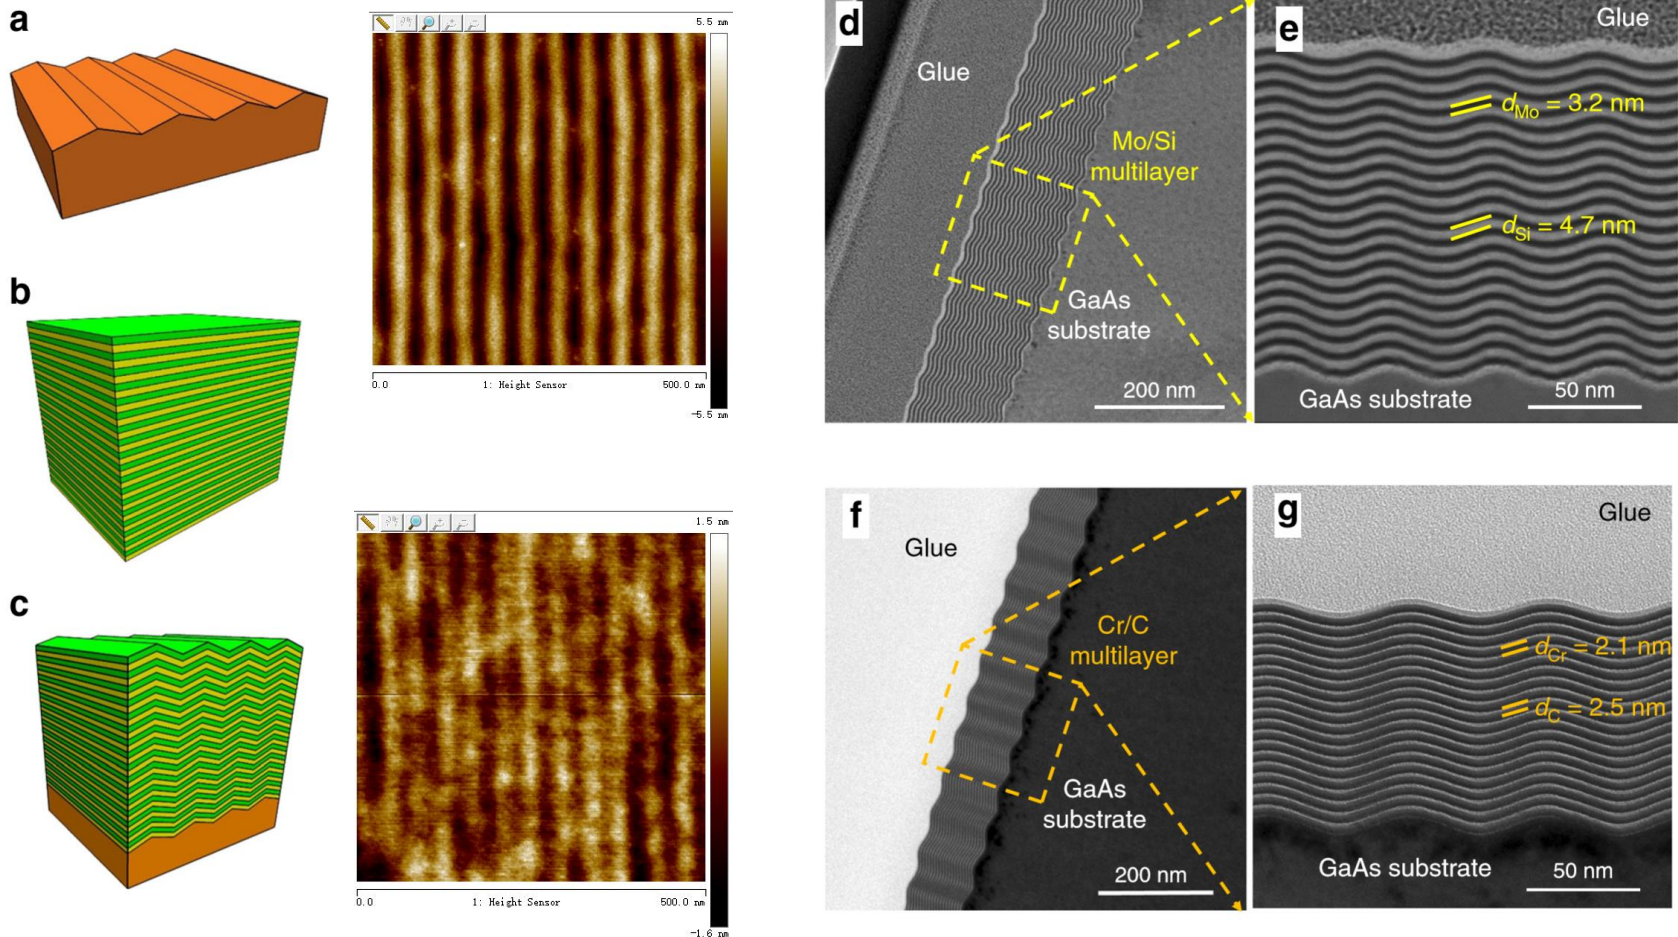 a
5.5 nm
0.0
1: Height Sensor
500.0 nm
−5.5 nm
b
c
1.5 nm
0.0
1: Height Sensor
500.0 nm
−1.6 nm
d
Glue
Mo/Si
multilayer
GaAs
substrate
200 nm
e
Glue
dMo = 3.2 nm
dSi = 4.7 nm
GaAs substrate
50 nm
f
Glue
Cr/C
multilayer
GaAs
substrate
200 nm
g
Glue
dCr = 2.1 nm
dC = 2.5 nm
GaAs substrate
50 nm